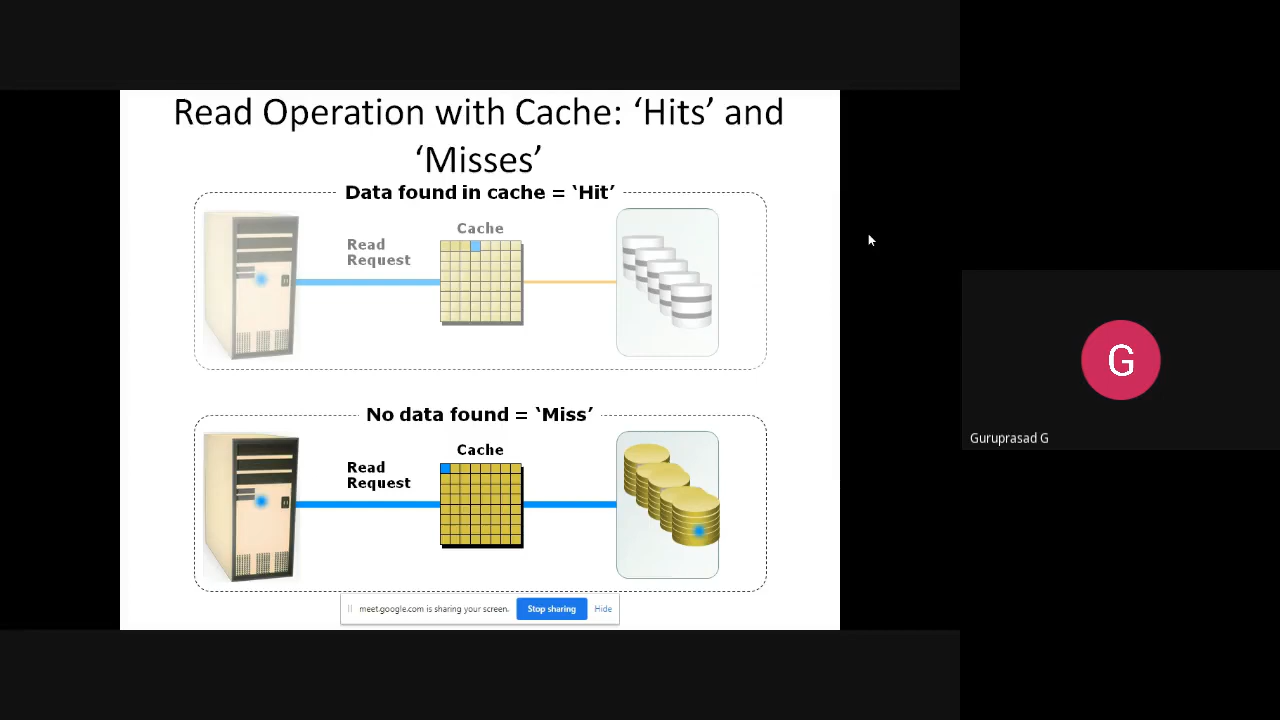 Read Operation with Cache: ‘Hits’ and
‘Misses’
Data found in cache = ‘Hit’
Cache
Read
Request
No data found = ‘Miss’
Cache
Read
Request
meet.google.com is sharing your screen.
Stop sharing
Hide
G
Guruprasad G